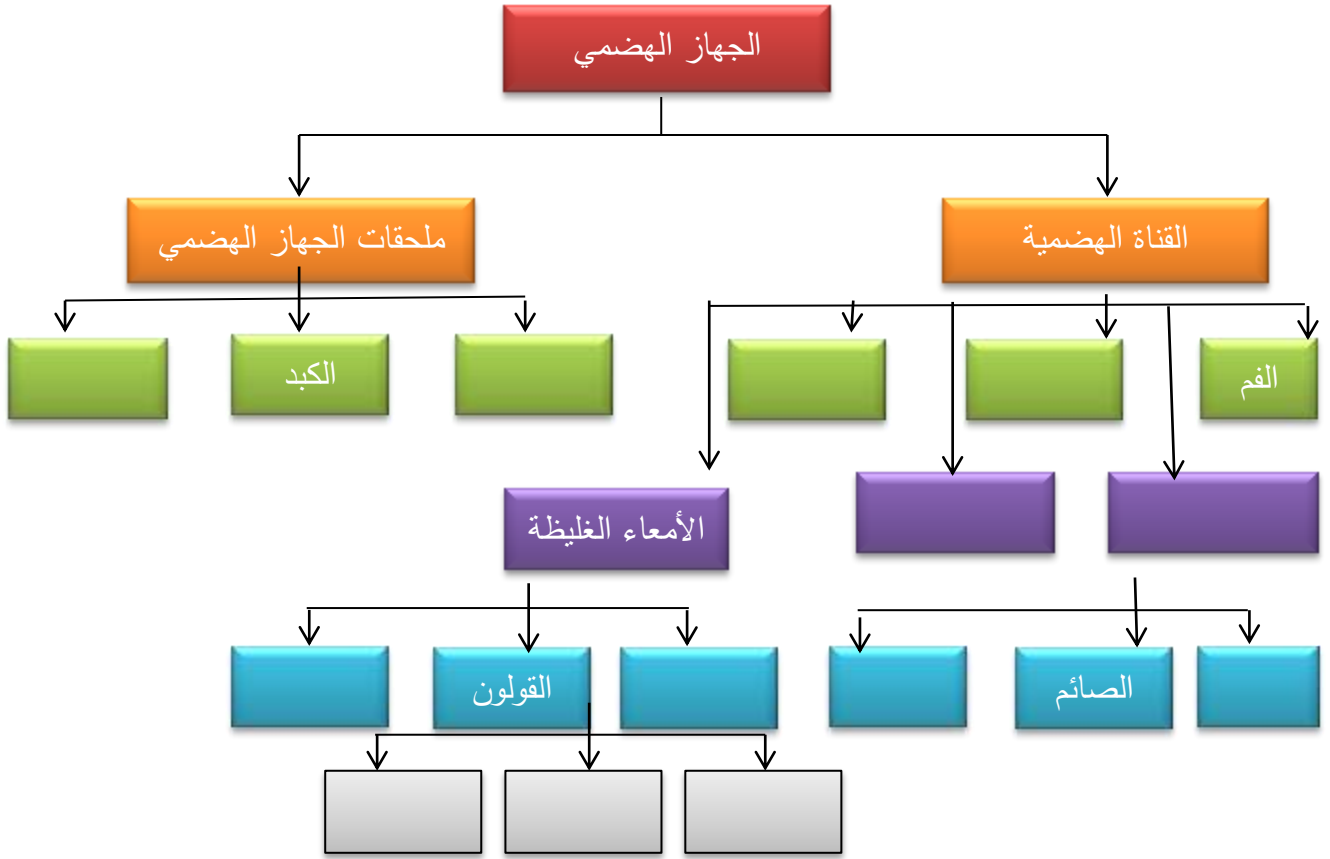 الجهاز الهضمي
القناة الهضمية
ملحقات الجهاز الهضمي
الفم
الكبد
الأمعاء الغليظة
الصائم
القولون